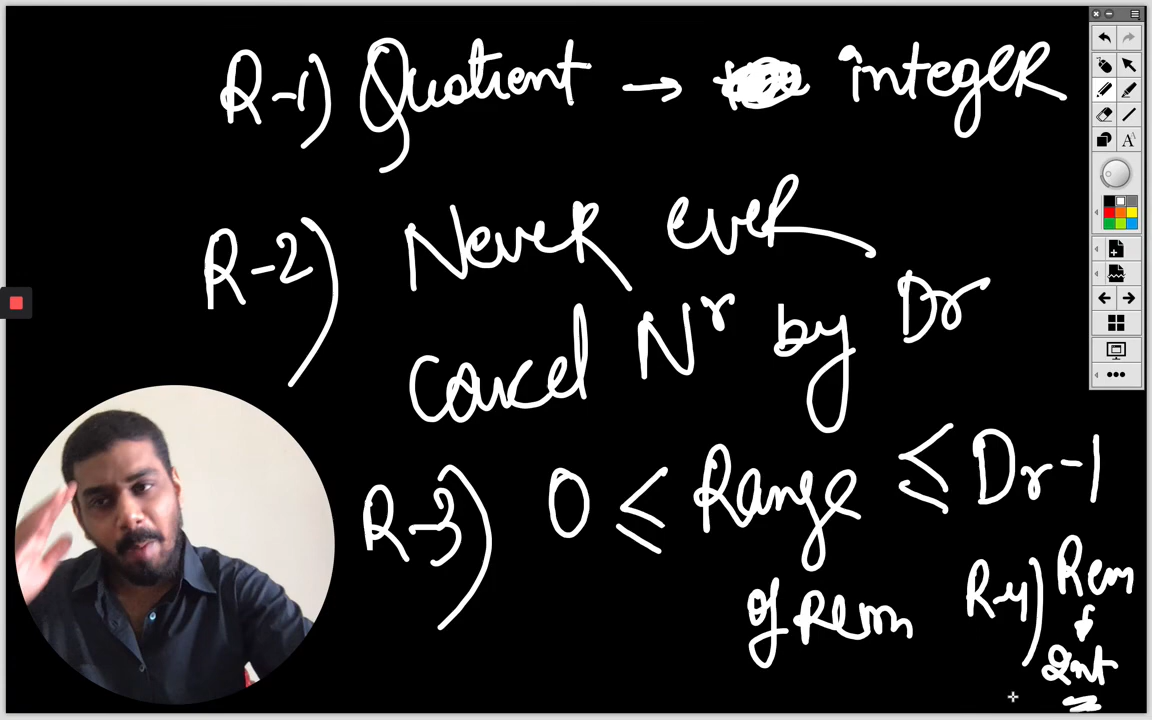 R-1) Quotient → integer
R-2) Never ever
cancel Nr by Dr
R-3) 0 ≤ Range ≤ Dr-1
of Rem
R-4) Rem
↓
Int
A